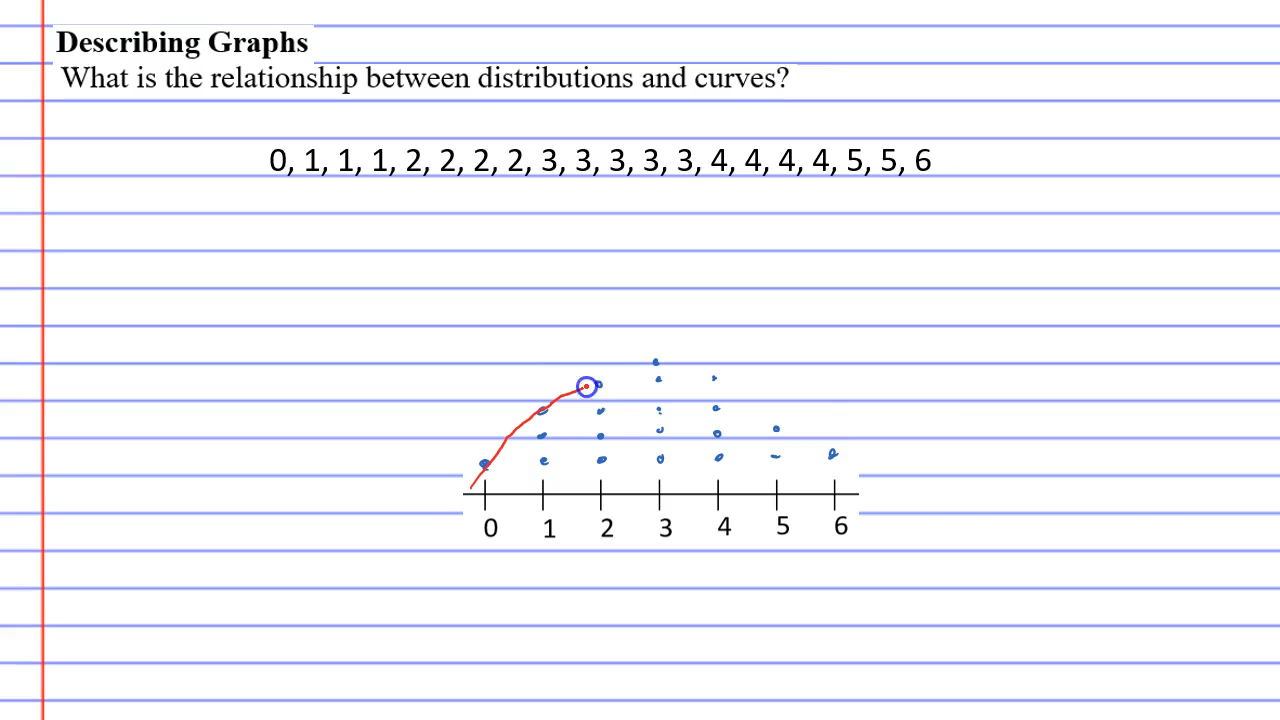 Describing Graphs
What is the relationship between distributions and curves?
0, 1, 1, 1, 2, 2, 2, 2, 3, 3, 3, 3, 3, 4, 4, 4, 4, 5, 5, 6
0 1 2 3 4 5 6